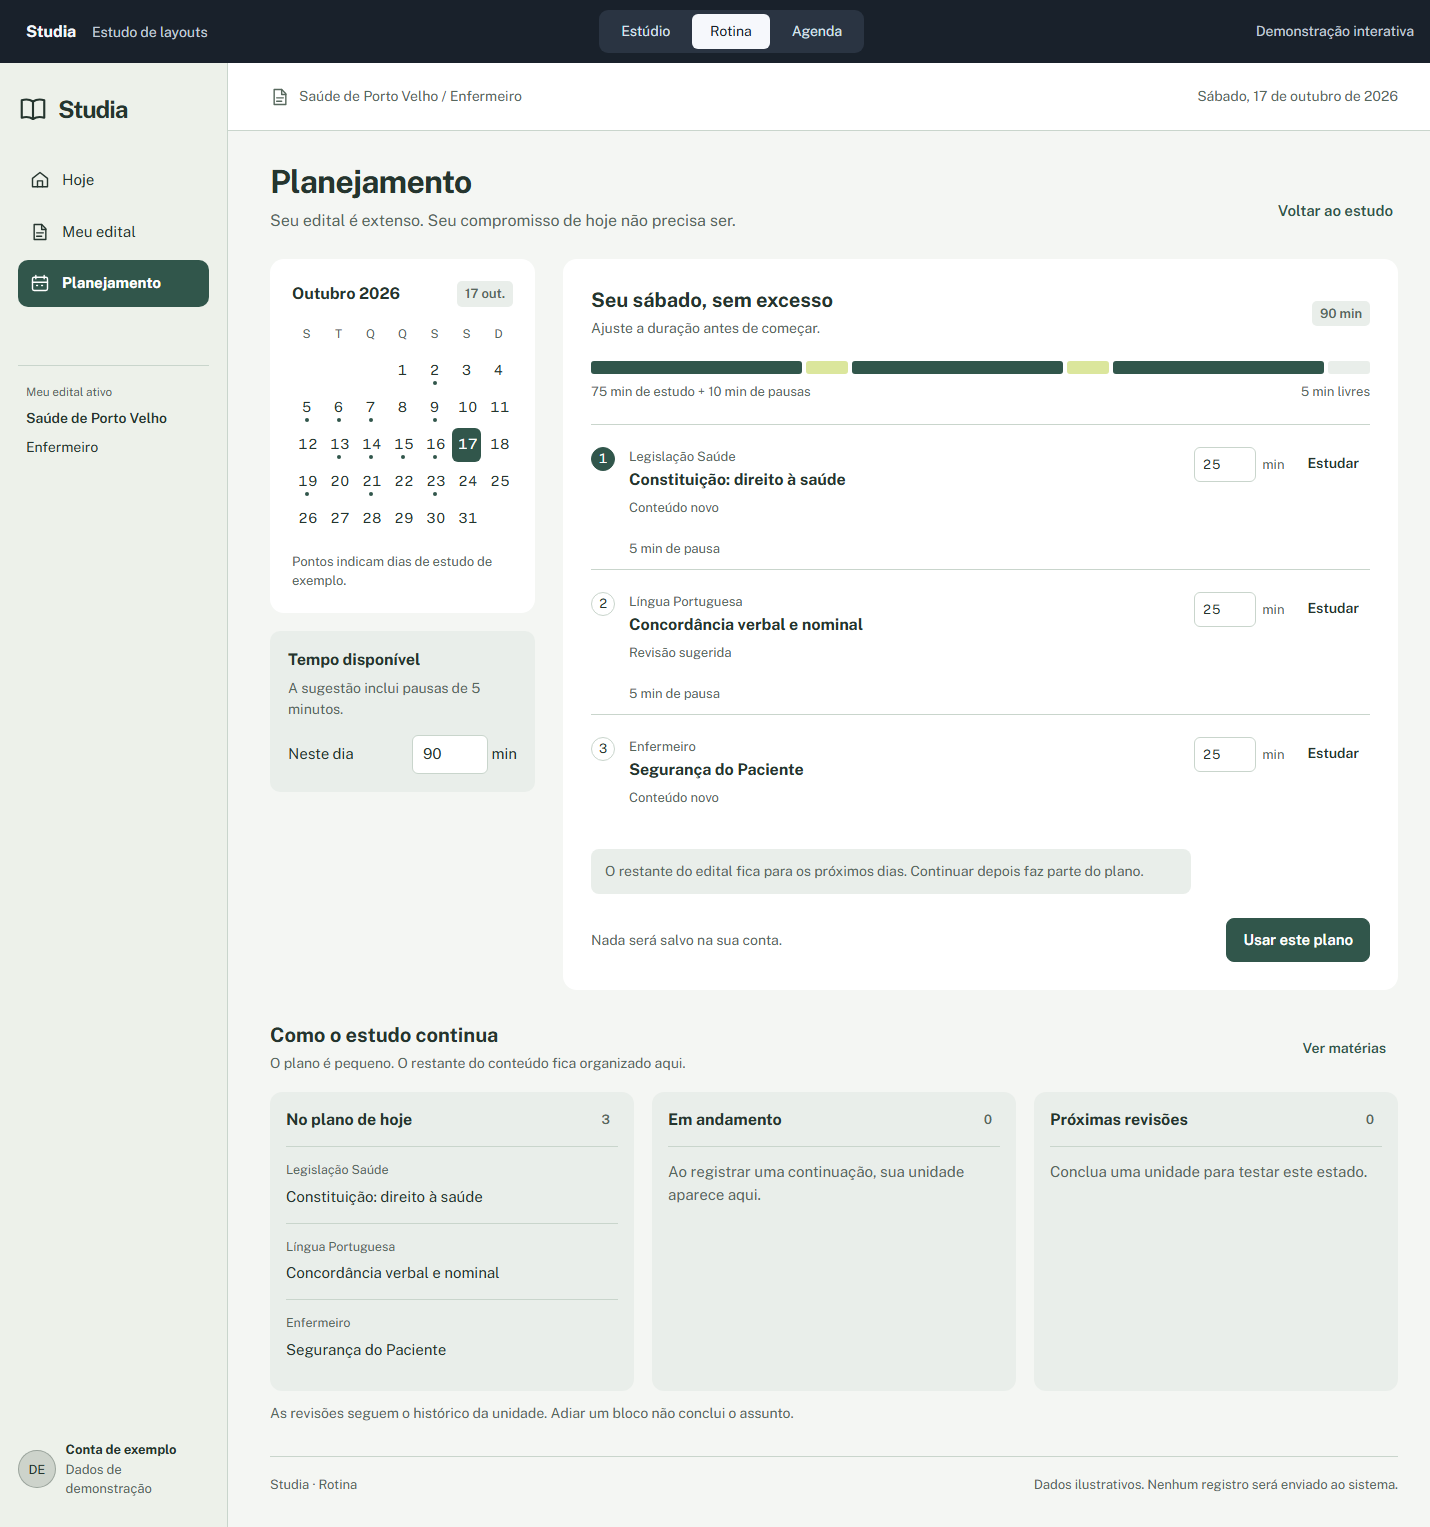 Studia Estudo de layouts
Estúdio Rotina Agenda
Demonstração interativa
Studia
Hoje
Meu edital
Planejamento
Meu edital ativo
Saúde de Porto Velho
Enfermeiro
Saúde de Porto Velho / Enfermeiro
Sábado, 17 de outubro de 2026
Planejamento
Seu edital é extenso. Seu compromisso de hoje não precisa ser.
Voltar ao estudo
Outubro 2026 17 out.
S T Q Q S S D
1 2 3 4
5 6 7 8 9 10 11
12 13 14 15 16 17 18
19 20 21 22 23 24 25
26 27 28 29 30 31
Pontos indicam dias de estudo de
exemplo.
Tempo disponível
A sugestão inclui pausas de 5
minutos.
Neste dia 90 min
Seu sábado, sem excesso
Ajuste a duração antes de começar.
90 min
75 min de estudo + 10 min de pausas
5 min livres
1 Legislação Saúde
Constituição: direito à saúde
Conteúdo novo
25 min Estudar
5 min de pausa
2 Língua Portuguesa
Concordância verbal e nominal
Revisão sugerida
25 min Estudar
5 min de pausa
3 Enfermeiro
Segurança do Paciente
Conteúdo novo
25 min Estudar
O restante do edital fica para os próximos dias. Continuar depois faz parte do plano.
Nada será salvo na sua conta.
Usar este plano
Como o estudo continua
O plano é pequeno. O restante do conteúdo fica organizado aqui.
Ver matérias
No plano de hoje 3
Legislação Saúde
Constituição: direito à saúde
Língua Portuguesa
Concordância verbal e nominal
Enfermeiro
Segurança do Paciente
Em andamento 0
Ao registrar uma continuação, sua unidade
aparece aqui.
Próximas revisões 0
Conclua uma unidade para testar este estado.
As revisões seguem o histórico da unidade. Adiar um bloco não conclui o assunto.
DE
Conta de exemplo
Dados de
demonstração
Studia · Rotina
Dados ilustrativos. Nenhum registro será enviado ao sistema.